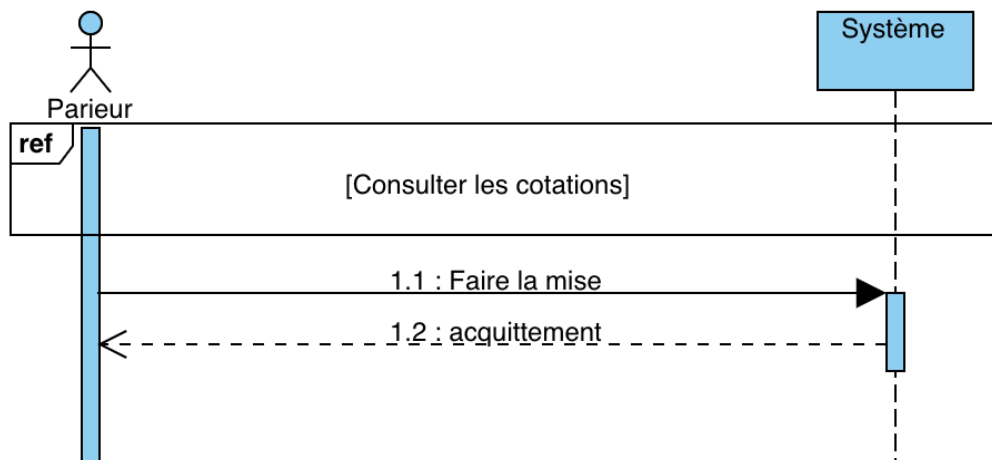 Système
Parieur
ref
[Consulter les cotations]
1.1 : Faire la mise
1.2 : acquittement